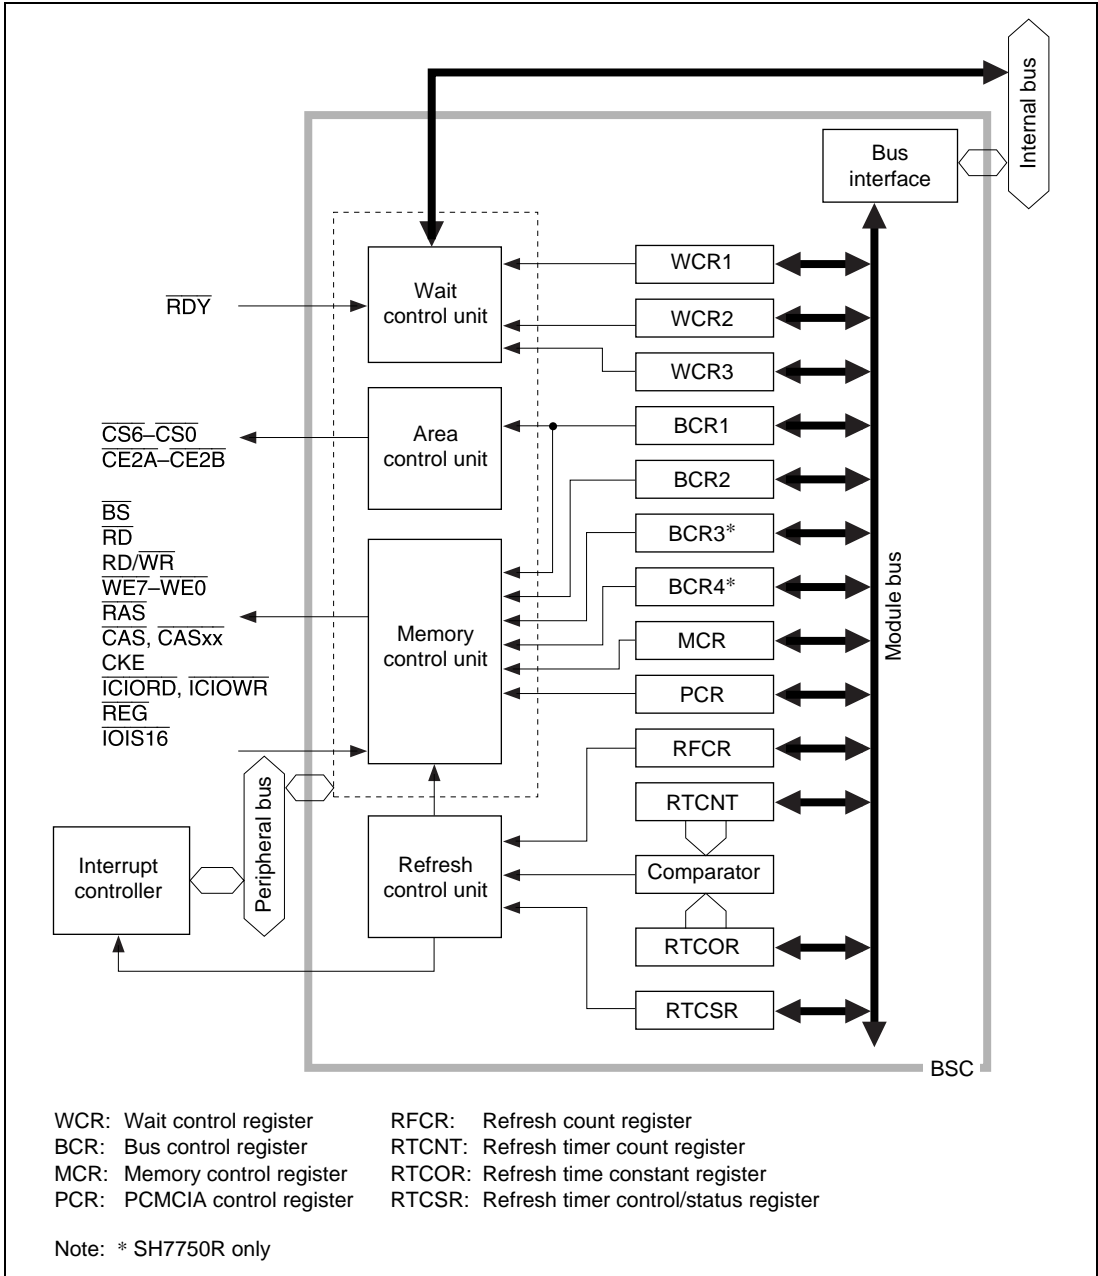 Internal bus
Bus
interface
Wait
control unit
WCR1
RDY
WCR2
WCR3
Area
control unit
BCR1
CS6–CS0
CE2A–CE2B
BCR2
BS
RD
RD/WR
WE7–WE0
RAS
CAS, CASxx
CKE
ICIORD, ICIOWR
REG
IOIS16
BCR3*
BCR4*
Module bus
Memory
control unit
MCR
PCR
RFCR
RTCNT
Peripheral bus
Interrupt
controller
Refresh
control unit
Comparator
RTCOR
RTCSR
BSC
WCR: Wait control register
BCR: Bus control register
MCR: Memory control register
PCR: PCMCIA control register
RFCR: Refresh count register
RTCNT: Refresh timer count register
RTCOR: Refresh time constant register
RTCSR: Refresh timer control/status register
Note: * SH7750R only